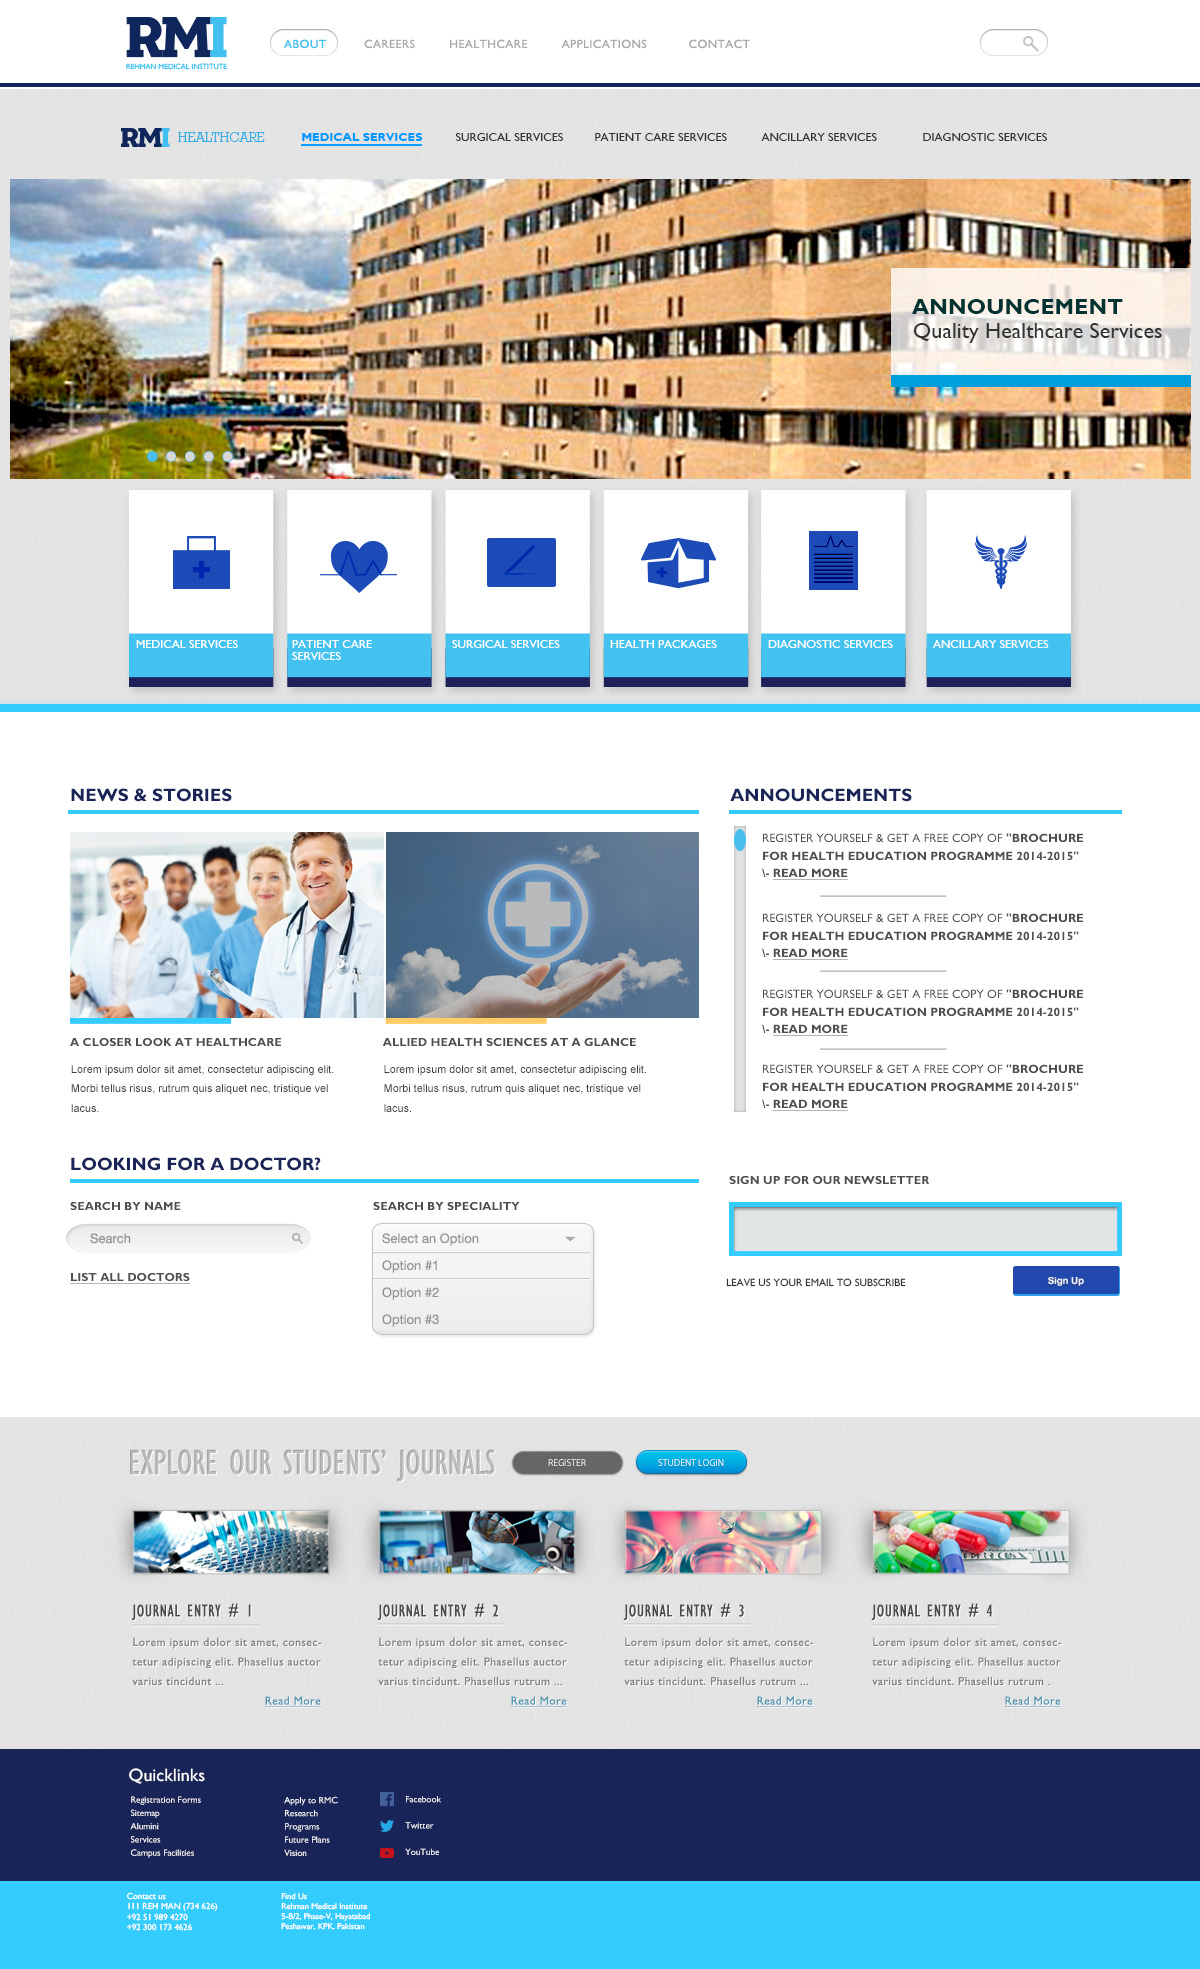 RMI
REHMAN MEDICAL INSTITUTE
ABOUT
CAREERS
HEALTHCARE
APPLICATIONS
CONTACT
RMI HEALTHCARE
MEDICAL SERVICES
SURGICAL SERVICES
PATIENT CARE SERVICES
ANCILLARY SERVICES
DIAGNOSTIC SERVICES
ANNOUNCEMENT
Quality Healthcare Services
MEDICAL SERVICES
PATIENT CARE
SERVICES
SURGICAL SERVICES
HEALTH PACKAGES
DIAGNOSTIC SERVICES
ANCILLARY SERVICES
NEWS & STORIES
A CLOSER LOOK AT HEALTHCARE
Lorem ipsum dolor sit amet, consectetur adipiscing elit.
Morbi tellus risus, rutrum quis aliquet nec, tristique vel
lacus.
ALLIED HEALTH SCIENCES AT A GLANCE
Lorem ipsum dolor sit amet, consectetur adipiscing elit.
Morbi tellus risus, rutrum quis aliquet nec, tristique vel
lacus.
ANNOUNCEMENTS
REGISTER YOURSELF & GET A FREE COPY OF "BROCHURE
FOR HEALTH EDUCATION PROGRAMME 2014-2015"
\- READ MORE
REGISTER YOURSELF & GET A FREE COPY OF "BROCHURE
FOR HEALTH EDUCATION PROGRAMME 2014-2015"
\- READ MORE
REGISTER YOURSELF & GET A FREE COPY OF "BROCHURE
FOR HEALTH EDUCATION PROGRAMME 2014-2015"
\- READ MORE
REGISTER YOURSELF & GET A FREE COPY OF "BROCHURE
FOR HEALTH EDUCATION PROGRAMME 2014-2015"
\- READ MORE
LOOKING FOR A DOCTOR?
SEARCH BY NAME
Search
LIST ALL DOCTORS
SEARCH BY SPECIALITY
Select an Option
Option #1
Option #2
Option #3
SIGN UP FOR OUR NEWSLETTER
LEAVE US YOUR EMAIL TO SUBSCRIBE
Sign Up
EXPLORE OUR STUDENTS' JOURNALS
REGISTER
STUDENT LOGIN
JOURNAL ENTRY # 1
Lorem ipsum dolor sit amet, consec-
tetur adipiscing elit. Phasellus auctor
varius tincidunt ...
Read More
JOURNAL ENTRY # 2
Lorem ipsum dolor sit amet, consec-
tetur adipiscing elit. Phasellus auctor
varius tincidunt. Phasellus rutrum ...
Read More
JOURNAL ENTRY # 3
Lorem ipsum dolor sit amet, consec-
tetur adipiscing elit. Phasellus auctor
varius tincidunt. Phasellus rutrum ...
Read More
JOURNAL ENTRY # 4
Lorem ipsum dolor sit amet, consec-
tetur adipiscing elit. Phasellus auctor
varius tincidunt. Phasellus rutrum .
Read More
Quicklinks
Registration Forms
Sitemap
Alumini
Services
Campus Facilities
Apply to RMC
Research
Programs
Future Plans
Vision
Facebook
Twitter
YouTube
Contact us
111 REH MAN (734 626)
+92 51 989 4270
+92 300 173 4626
Find Us
Rehman Medical Institute
5-B/2, Phase-V, Hayatabad
Peshawar, KPK, Pakistan